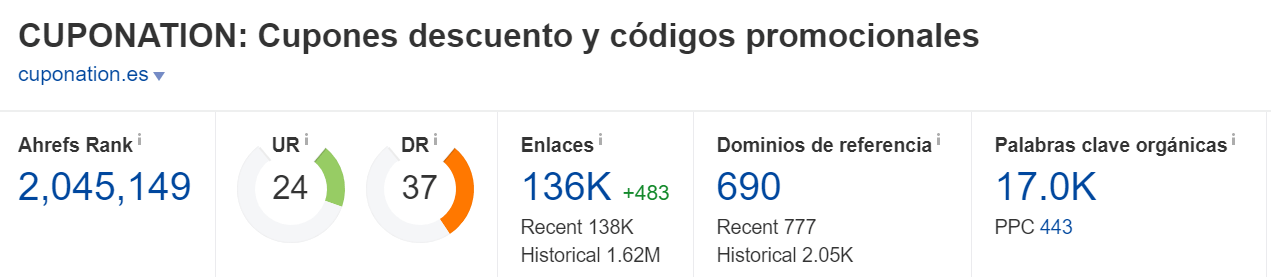 CUPONATION: Cupones descuento y códigos promocionales
cuponation.es
Ahrefs Rank i
2,045,149
UR i
24
DR i
37
Enlaces i
136K +483
Recent 138K
Historical 1.62M
Dominios de referencia i
690
Recent 777
Historical 2.05K
Palabras clave orgánicas i
17.0K
PPC 443